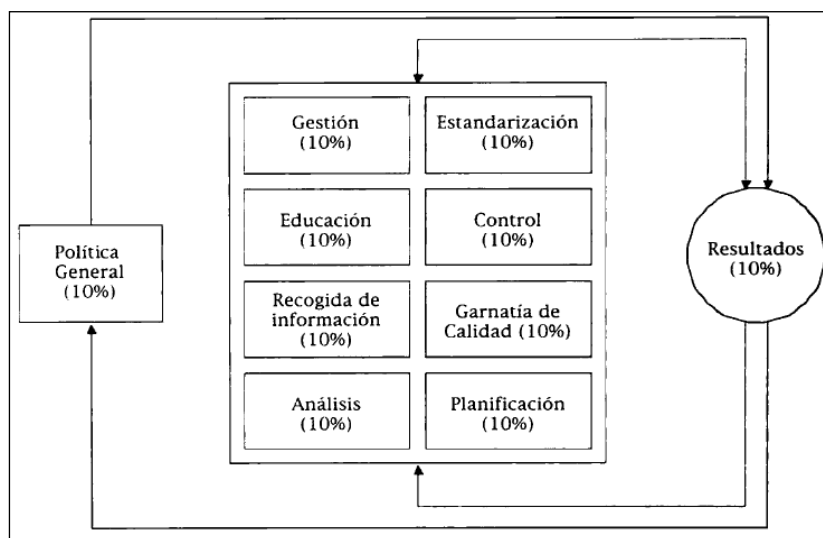 Gestión
(10%)
Estandarización
(10%)
Educación
(10%)
Control
(10%)
Política
General
(10%)
Resultados
(10%)
Recogida de
información
(10%)
Garnatía de
Calidad (10%)
Análisis
(10%)
Planificación
(10%)